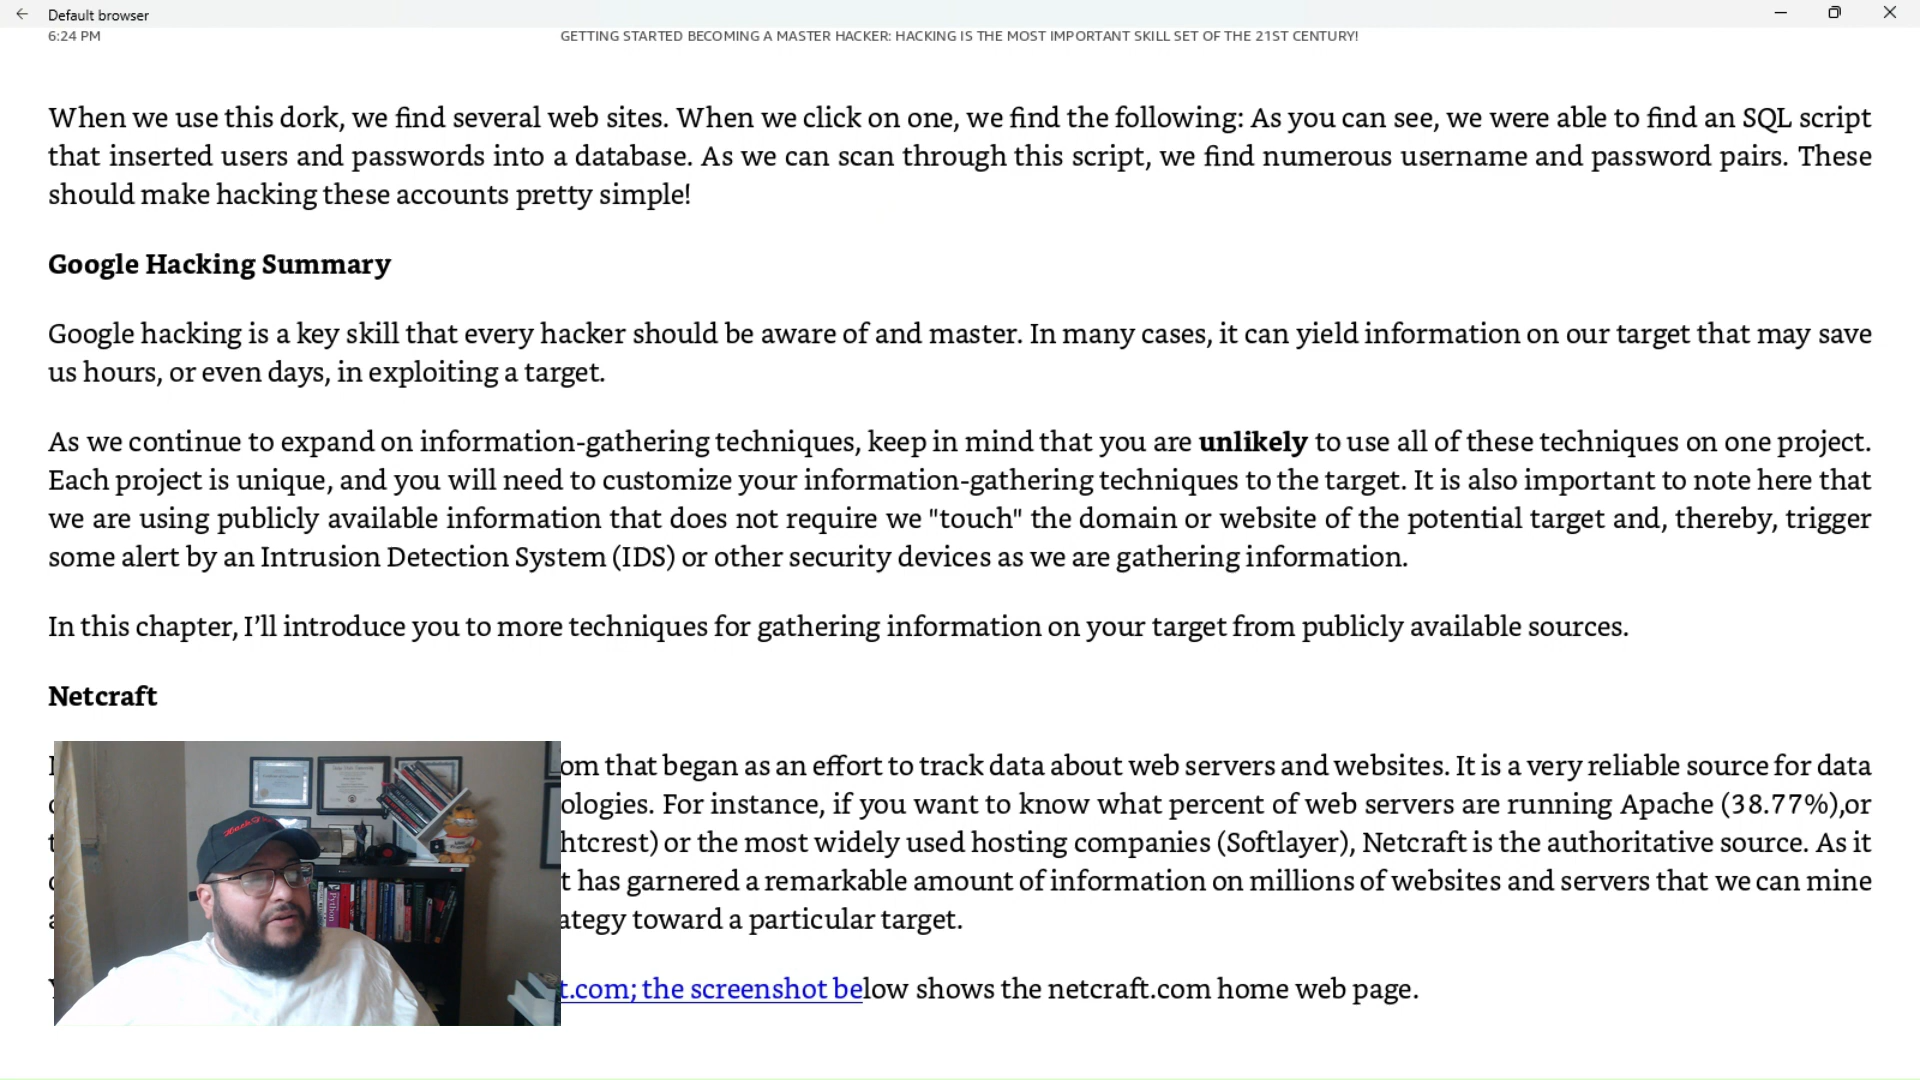 Default browser
6:24 PM
GETTING STARTED BECOMING A MASTER HACKER: HACKING IS THE MOST IMPORTANT SKILL SET OF THE 21ST CENTURY!
When we use this dork, we find several web sites. When we click on one, we find the following: As you can see, we were able to find an SQL script
that inserted users and passwords into a database. As we can scan through this script, we find numerous username and password pairs. These
should make hacking these accounts pretty simple!
Google Hacking Summary
Google hacking is a key skill that every hacker should be aware of and master. In many cases, it can yield information on our target that may save
us hours, or even days, in exploiting a target.
As we continue to expand on information-gathering techniques, keep in mind that you are unlikely to use all of these techniques on one project.
Each project is unique, and you will need to customize your information-gathering techniques to the target. It is also important to note here that
we are using publicly available information that does not require we "touch" the domain or website of the potential target and, thereby, trigger
some alert by an Intrusion Detection System (IDS) or other security devices as we are gathering information.
In this chapter, I’ll introduce you to more techniques for gathering information on your target from publicly available sources.
Netcraft
om that began as an effort to track data about web servers and websites. It is a very reliable source for data
ologies. For instance, if you want to know what percent of web servers are running Apache (38.77%),or
htcrest) or the most widely used hosting companies (Softlayer), Netcraft is the authoritative source. As it
t has garnered a remarkable amount of information on millions of websites and servers that we can mine
ategy toward a particular target.
t.com; the screenshot below shows the netcraft.com home web page.
Python